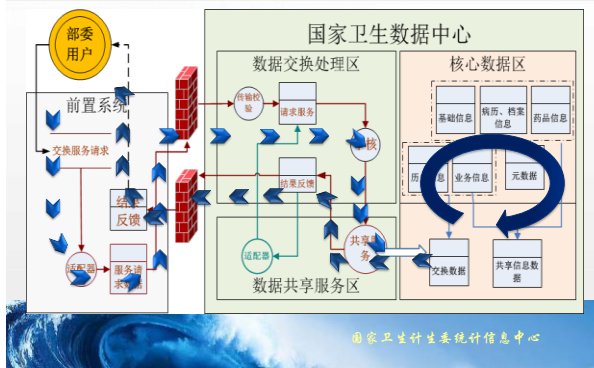 部委
用户
国家卫生数据中心
数据交换处理区
核心数据区
前置系统
传输校
验
请求服务
基础信息
病历、档案
信息
药品信息
交换服务请求
核
结果反馈
历
息
业务信息
元数据
结果
反馈
适配器
服务请
适配器
共享服
务
交换数据
共享信息数
据
数据共享服务区
国家卫生计生委统计信息中心